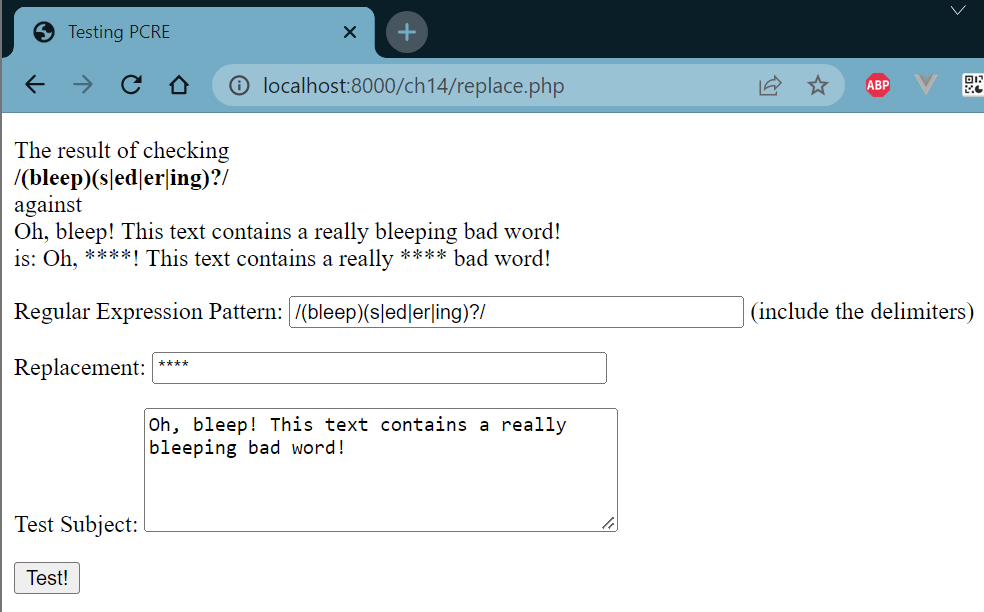 Testing PCRE
localhost:8000/ch14/replace.php
ABP
The result of checking
/(bleep)(s|ed|er|ing)?/
against
Oh, bleep! This text contains a really bleeping bad word!
is: Oh, ****! This text contains a really **** bad word!
Regular Expression Pattern: /(bleep)(s|ed|er|ing)?/ (include the delimiters)
Replacement: ****
Oh, bleep! This text contains a really
bleeping bad word!
Test Subject:
Test!